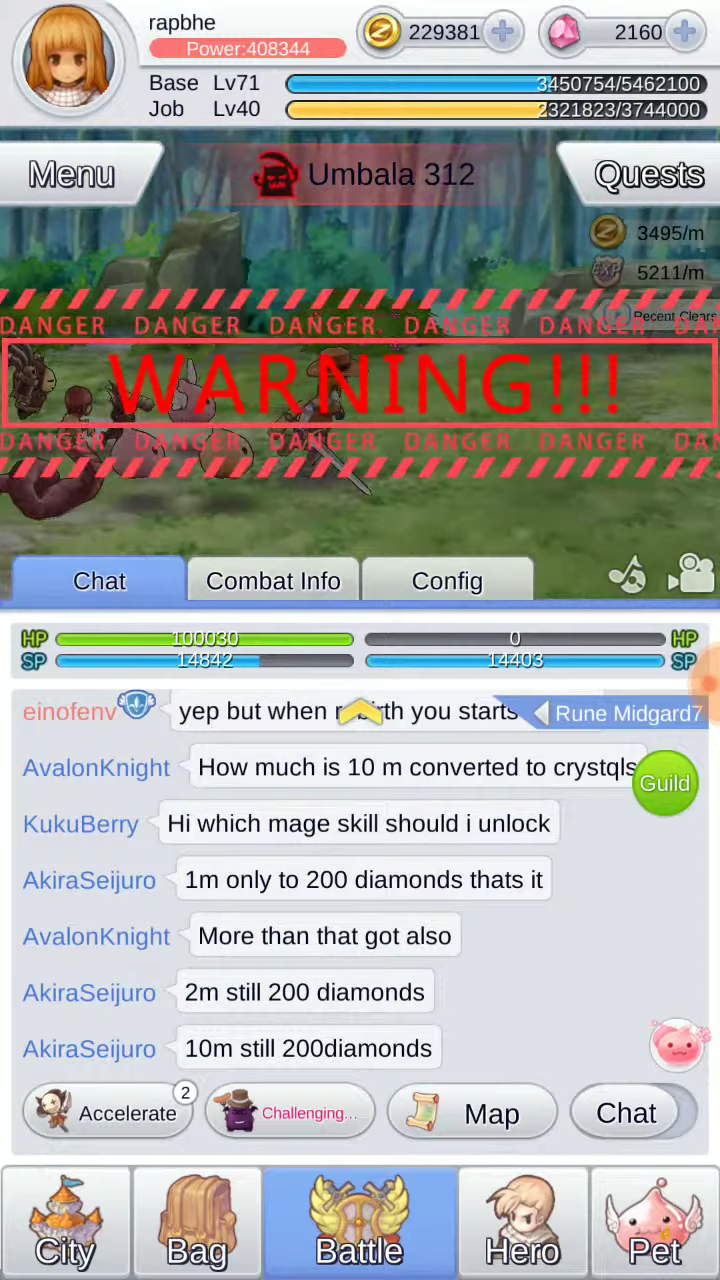 rapbhe
229381
2160
Power:408344
Base Lv71 3450754/5462100
Job Lv40 2321823/3744000
Menu
Umbala 312
Quests
3495/m
EXP 5211/m
Recent Clears
DANGER DANGER DANGER DANGER DANGER DA
WARNING!!!
DANGER DANGER DANGER DANGER DANGER DAN
Chat
Combat Info
Config
HP 100030 0 HP
SP 14842 14403 SP
einofenv yep but when you starts
Rune Midgard7
AvalonKnight How much is 10 m converted to crystqls
Guild
KukuBerry Hi which mage skill should i unlock
AkiraSeijuro 1m only to 200 diamonds thats it
AvalonKnight More than that got also
AkiraSeijuro 2m still 200 diamonds
AkiraSeijuro 10m still 200diamonds
Accelerate 2
Challenging...
Map
Chat
City
Bag
Battle
Hero
Pet